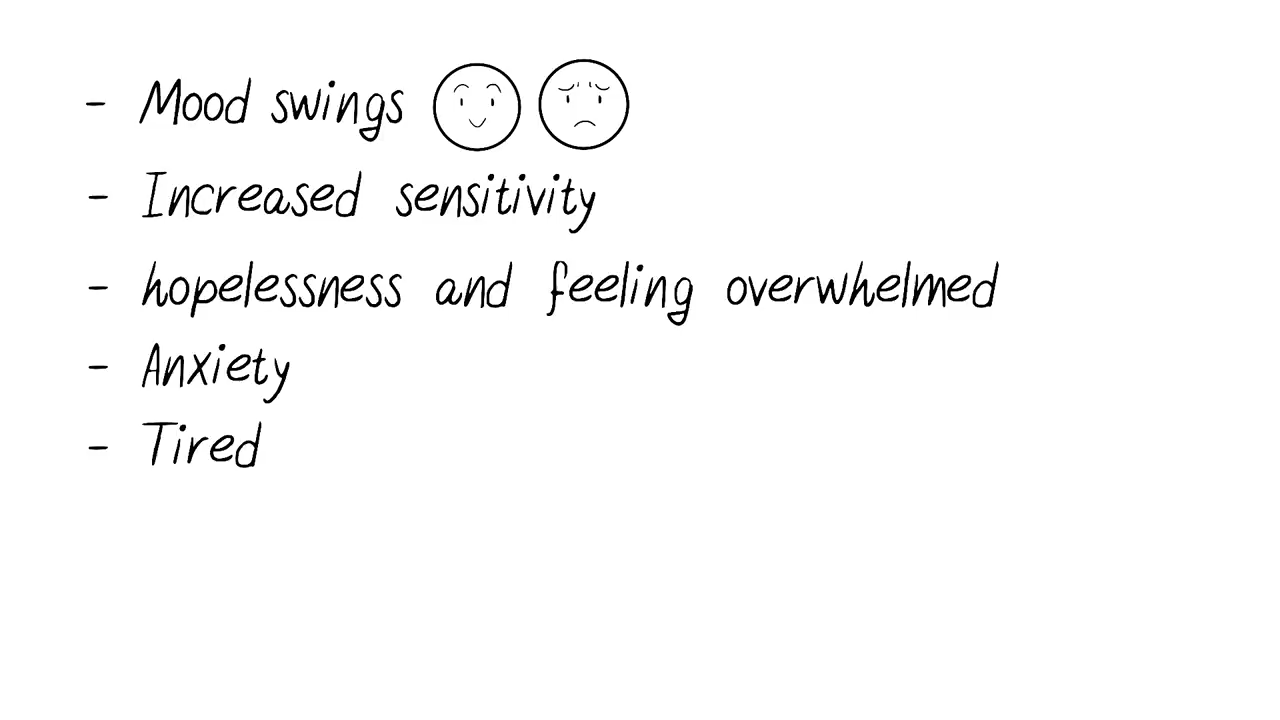 - Mood swings
- Increased sensitivity
- hopelessness and feeling overwhelmed
- Anxiety
- Tired